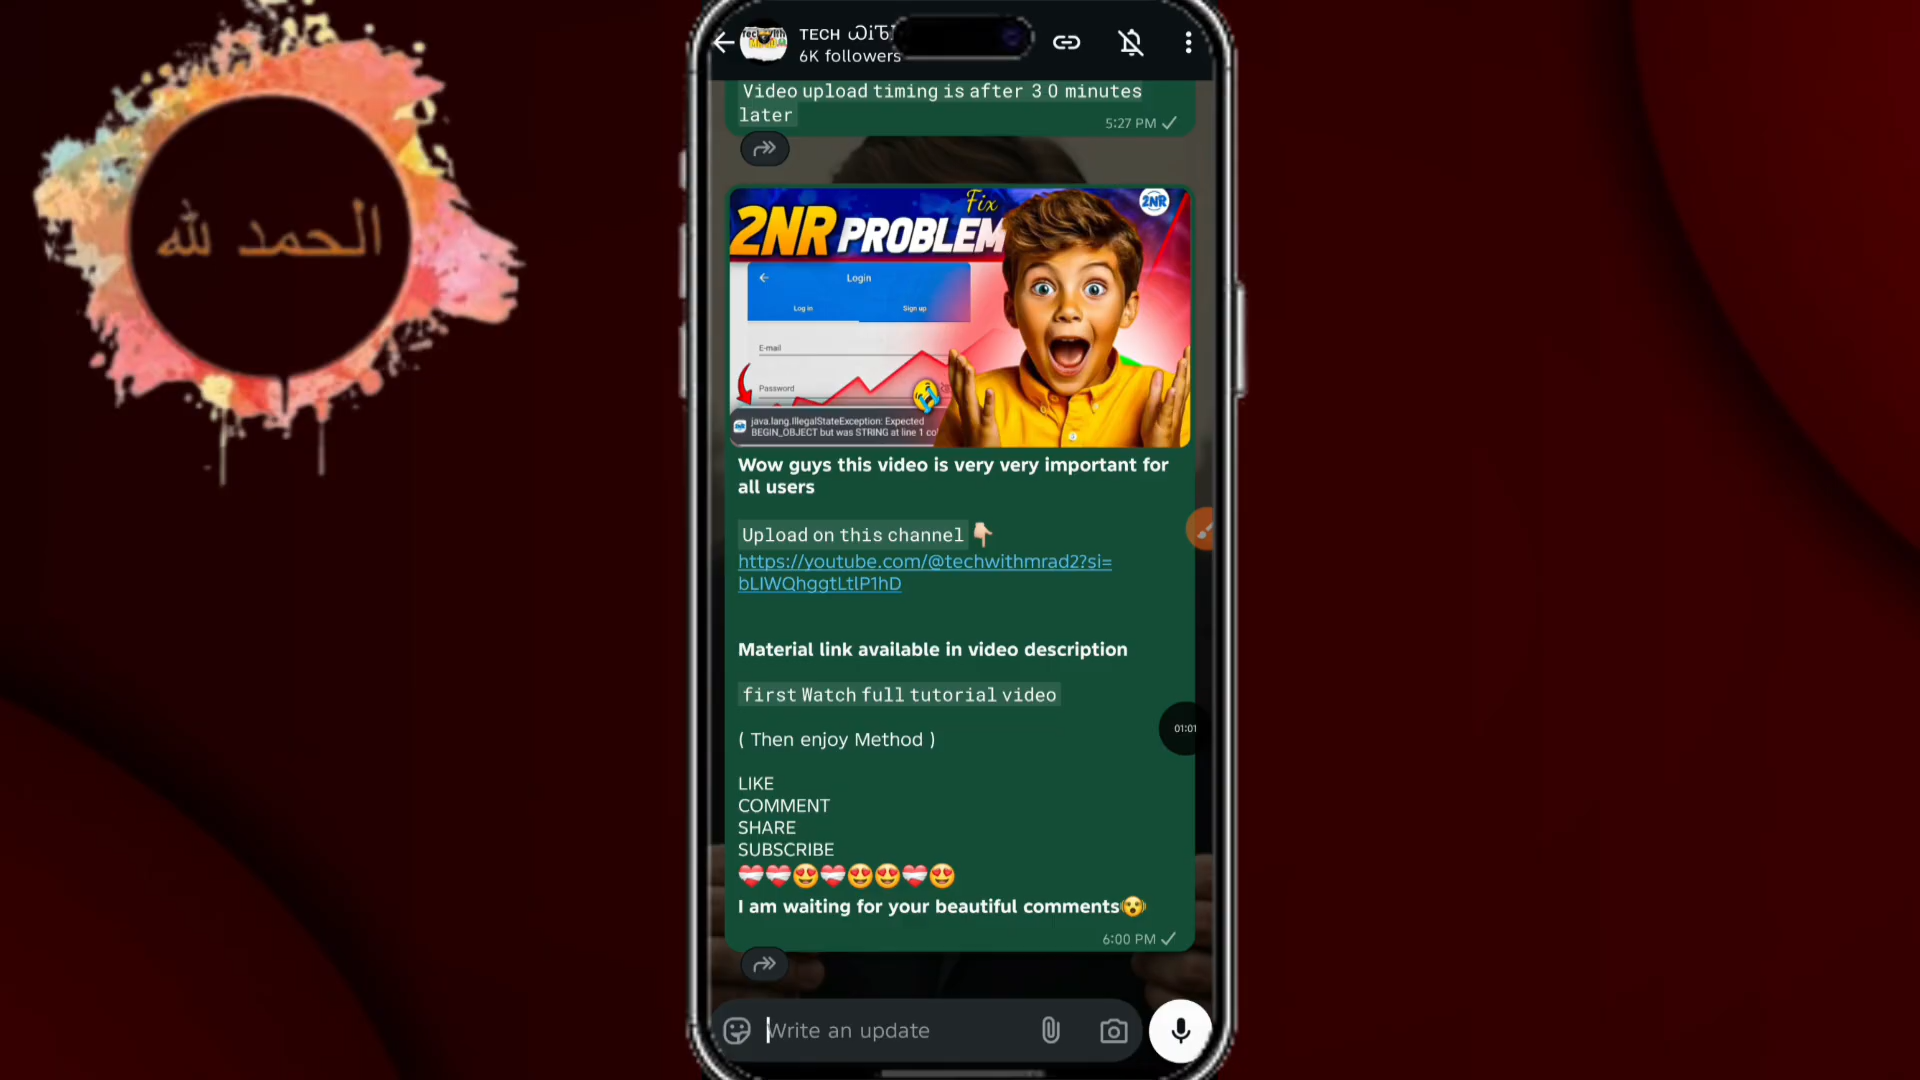 الحمد لله
TECH
6K followers
Video upload timing is after 30 minutes
later
5:27 PM
Fix
2NR PROBLEM
2NR
Login
Log in
Sign up
E-mail
Password
java.lang.IllegalStateException: Expected
BEGIN_OBJECT but was STRING at line 1 co
Wow guys this video is very very important for
all users
Upload on this channel 👇🏻
https://youtube.com/@techwithmrad2?si=
bLIWQhggtLtlP1hD
Material link available in video description
first Watch full tutorial video
( Then enjoy Method )
01:01
LIKE
COMMENT
SHARE
SUBSCRIBE
❤️‍🩹❤️‍🩹😍❤️‍🩹😍😍❤️‍🩹😍
I am waiting for your beautiful comments😵
6:00 PM
Write an update